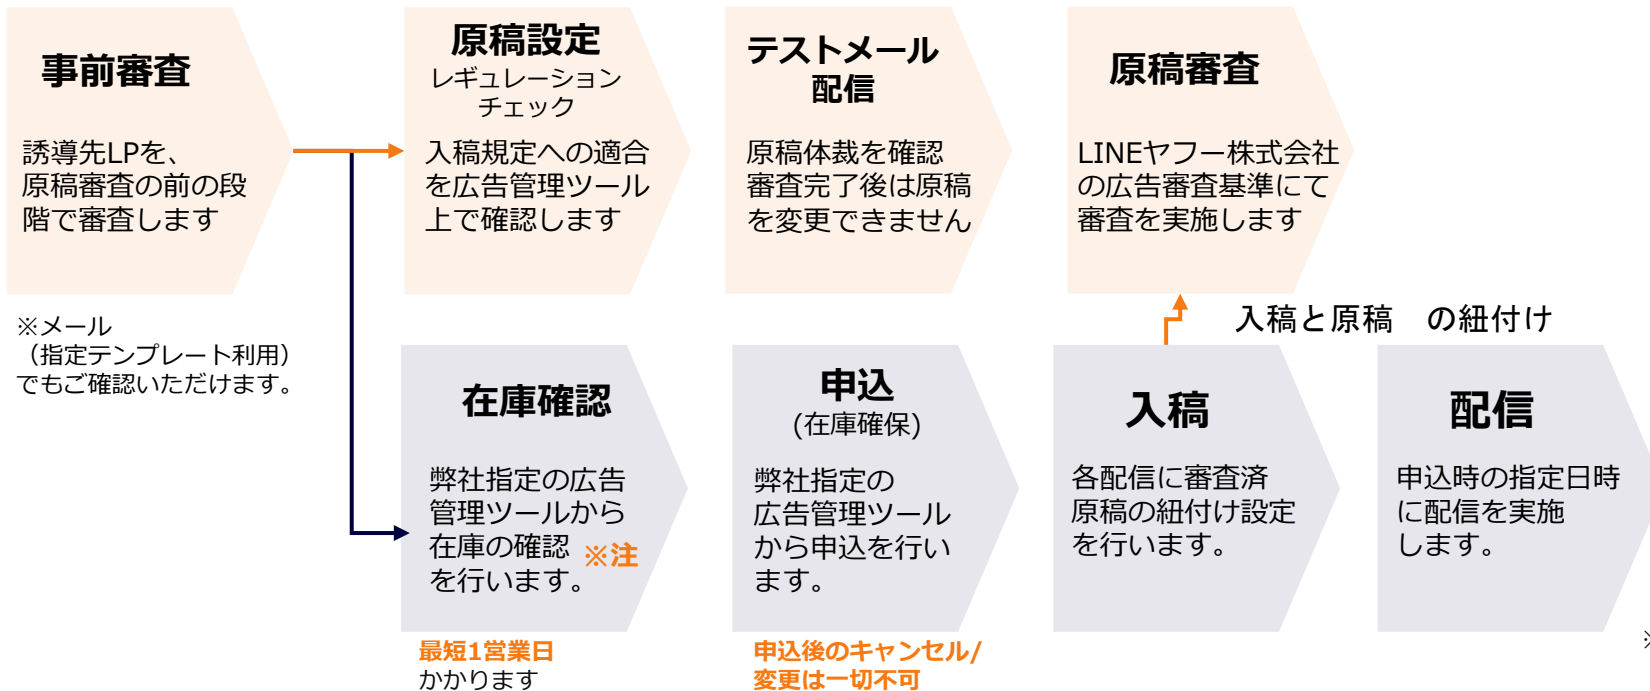 事前審査
誘導先LPを、
原稿審査の前の段
階で審査します
※メール
（指定テンプレート利用）
でもご確認いただけます。
原稿設定
レギュレーション
チェック
入稿規定への適合
を広告管理ツール
上で確認します
テストメール
配信
原稿体裁を確認
審査完了後は原稿
を変更できません
原稿審査
LINEヤフー株式会社
の広告審査基準にて
審査を実施します
入稿と原稿　の紐付け
在庫確認
弊社指定の広告
管理ツールから
在庫の確認 ※注
を行います。
最短1営業日
かかります
申込
(在庫確保)
弊社指定の
広告管理ツール
から申込を行い
ます。
申込後のキャンセル/
変更は一切不可
入稿
各配信に審査済
原稿の紐付け設定
を行います。
配信
申込時の指定日時
に配信を実施
します。
※